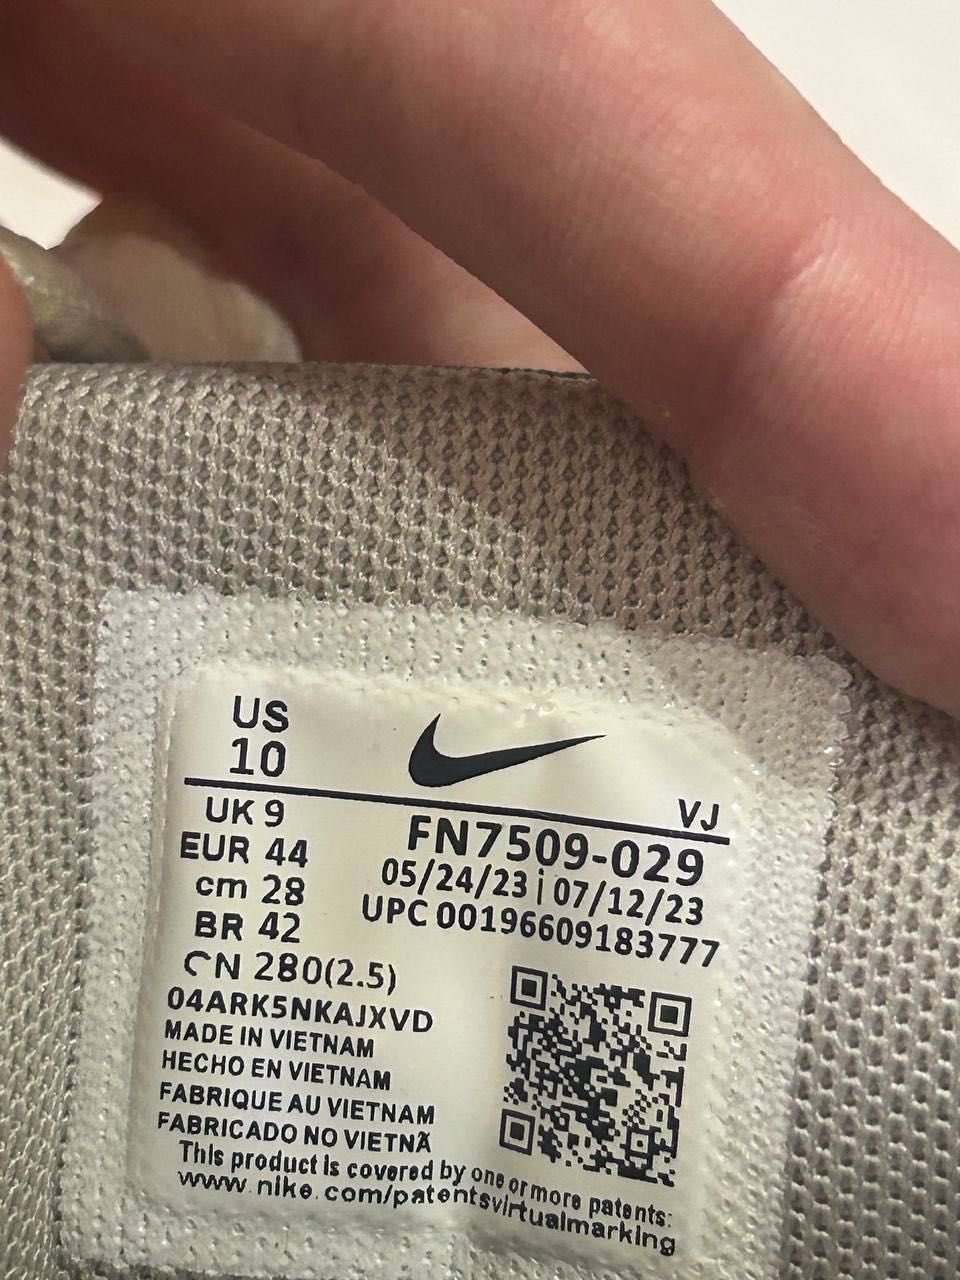 US
10
VJ
UK 9
FN7509-029
EUR 44
05/24/23 | 07/12/23
cm 28
UPC 00196609183777
BR 42
CN 280(2.5)
04ARK5NKAJXVD
MADE IN VIETNAM
HECHO EN VIETNAM
FABRIQUE AU VIETNAM
FABRICADO NO VIETNÃ
This product is covered by one or more patents:
www.nike.com/patentsvirtualmarking